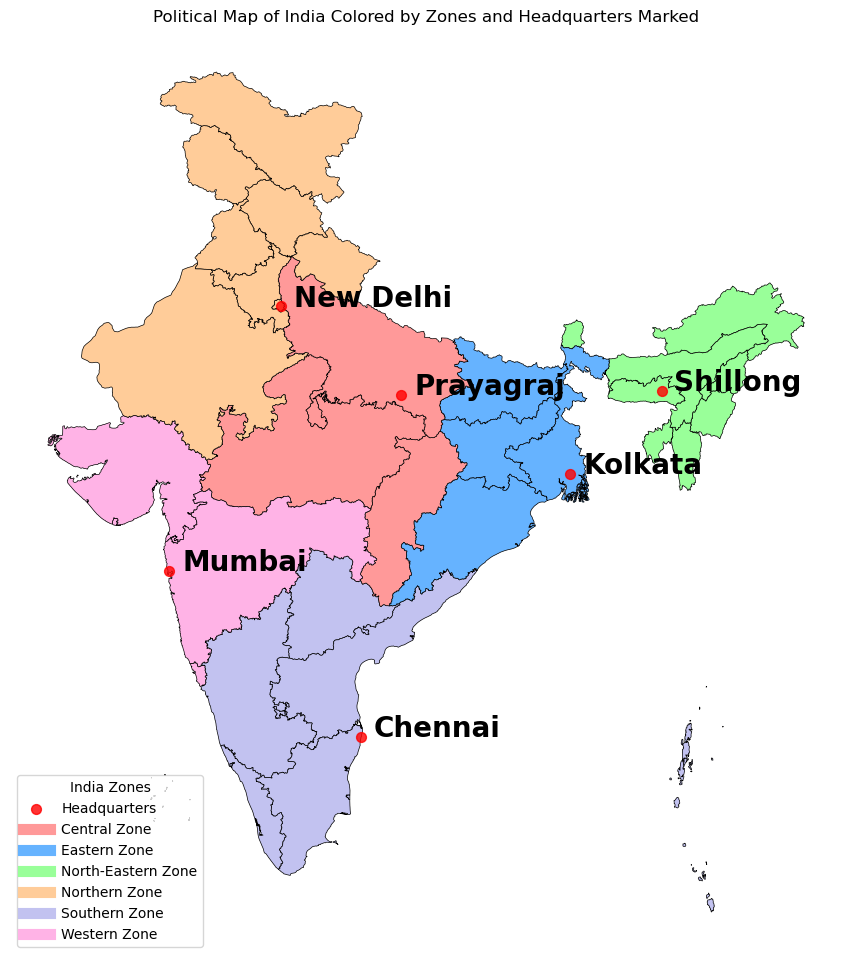 Political Map of India Colored by Zones and Headquarters Marked
New Delhi
Prayagraj
Shillong
Kolkata
Mumbai
Chennai
India Zones
Headquarters
Central Zone
Eastern Zone
North-Eastern Zone
Northern Zone
Southern Zone
Western Zone